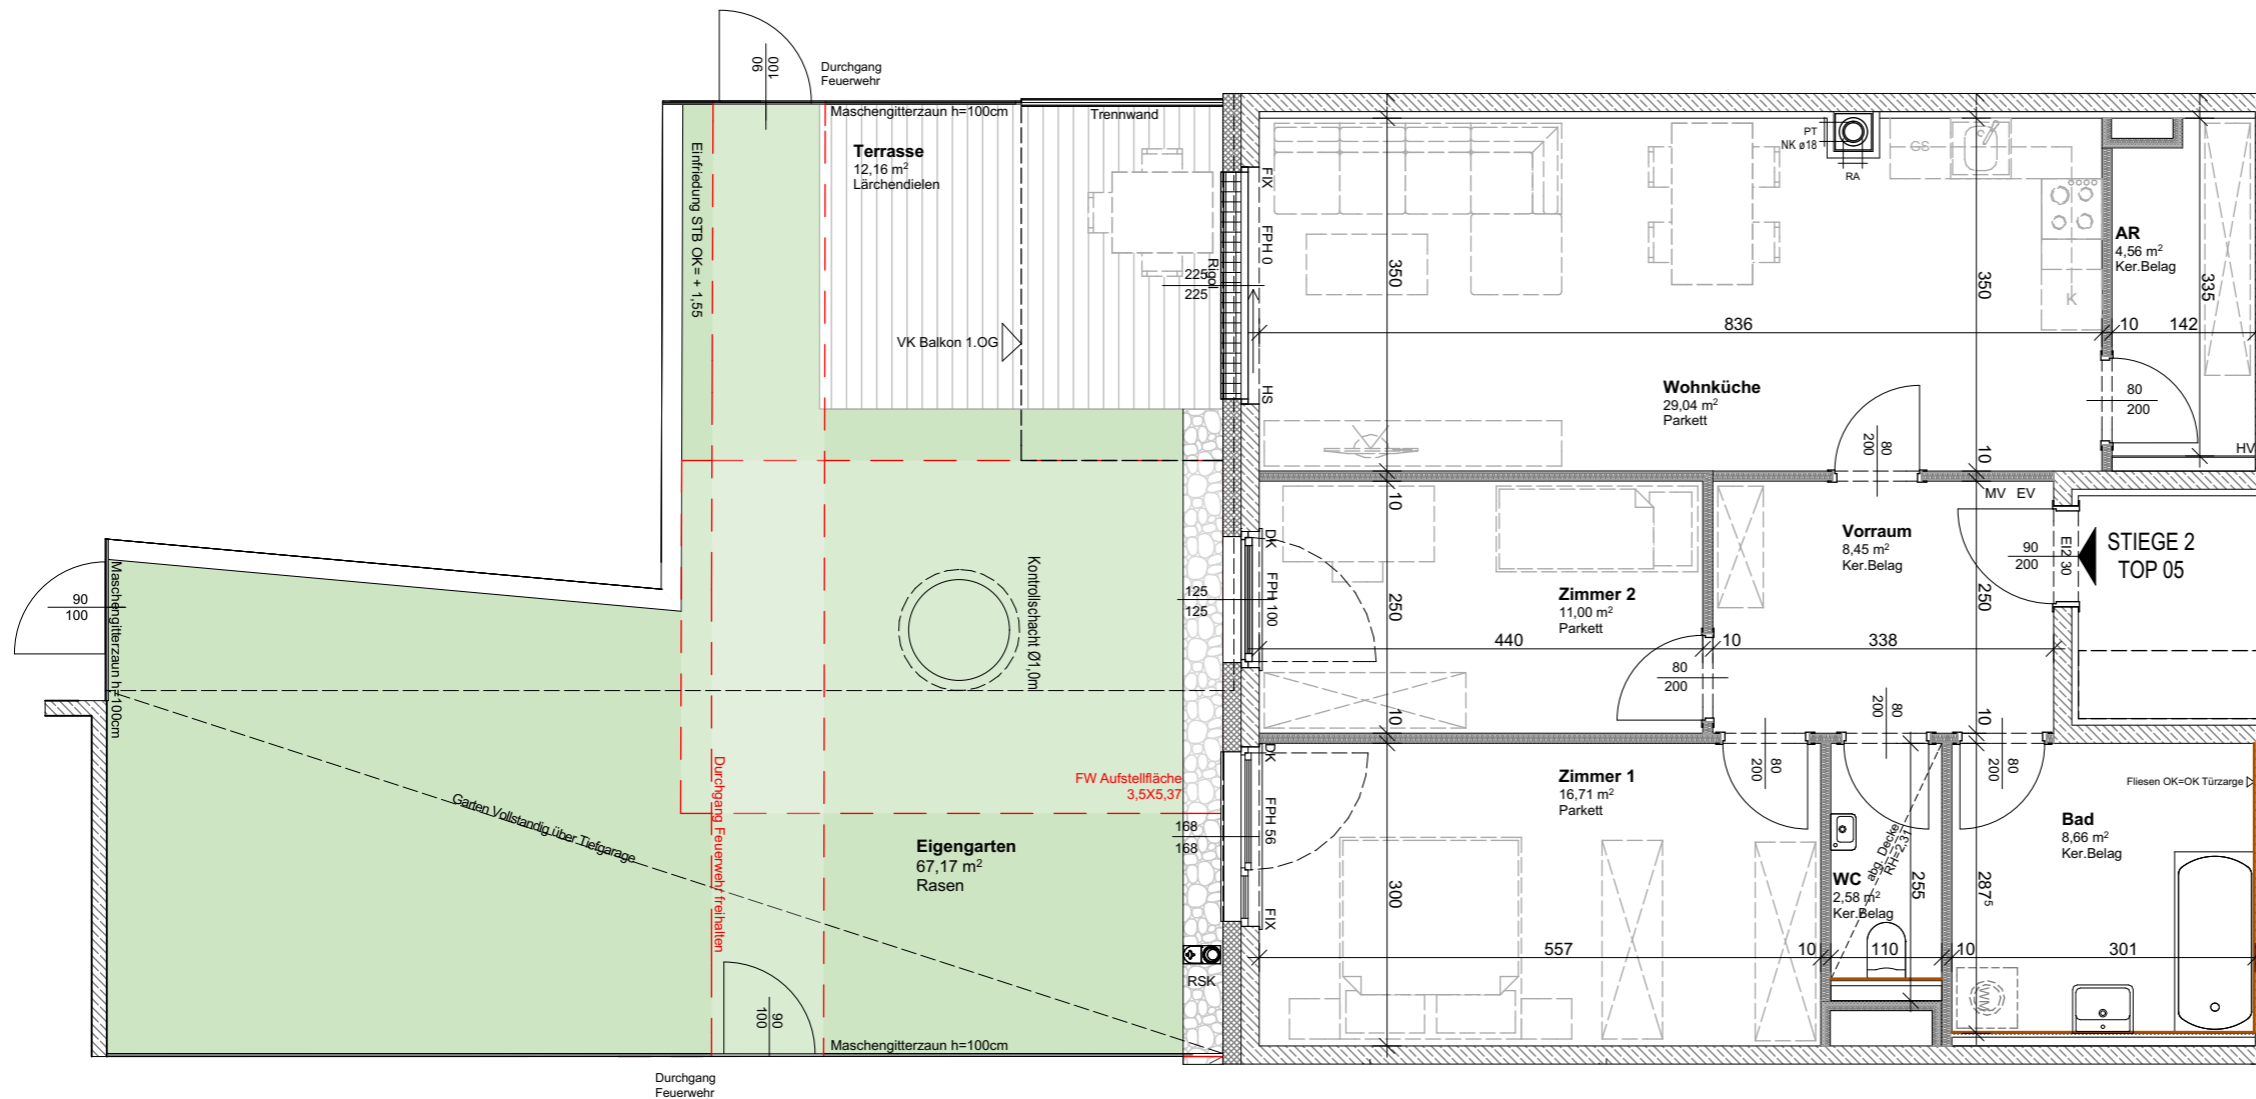 90
100
Durchgang
Feuerwehr
Maschengitterzaun h=100cm
Trennwand
Einfriedung STB OK= + 1,55
Terrasse
12,16 m²
Lärchendielen
VK Balkon 1.OG
Rigol
225
225
FIX
FPH 0
HS
350
836
350
10
PT
NK ø18
RA
GS
K
Wohnküche
29,04 m²
Parkett
80
200
AR
4,56 m²
Ker.Belag
335
10
142
80
200
HV
90
100
Maschengitterzaun h=100cm
Kontrollschacht Ø1,0m
125
125
DK
FPH 100
10
250
10
440
Zimmer 2
11,00 m²
Parkett
80
200
10
338
Vorraum
8,45 m²
Ker.Belag
MV
EV
250
10
90
200
EI2 30
STIEGE 2
TOP 05
Garten Vollstandig über Tiefgarage
Durchgang Feuerwehr freihalten
FW Aufstellfläche
3,5X5,37
Eigengarten
67,17 m²
Rasen
168
168
DK
FPH 56
FIX
RSK
Zimmer 1
16,71 m²
Parkett
300
557
10
80
200
80
200
80
200
abg. Decke
RH=2,31
WC
2,58 m²
Ker.Belag
255
110
10
287⁵
Bad
8,66 m²
Ker.Belag
Fliesen OK=OK Türzarge
301
WM
90
100
Maschengitterzaun h=100cm
Durchgang
Feuerwehr